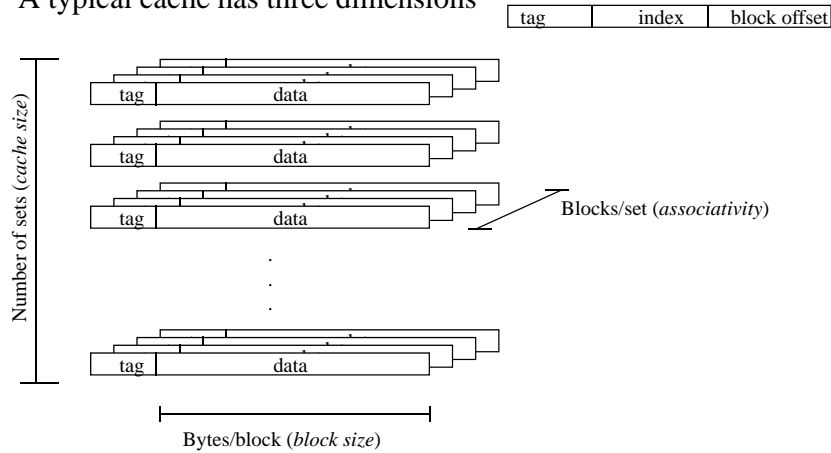 A typical cache has three dimensions
tag index block offset
tag data
tag data
tag data
Number of sets (cache size)
Blocks/set (associativity)
.
.
.
tag data
Bytes/block (block size)